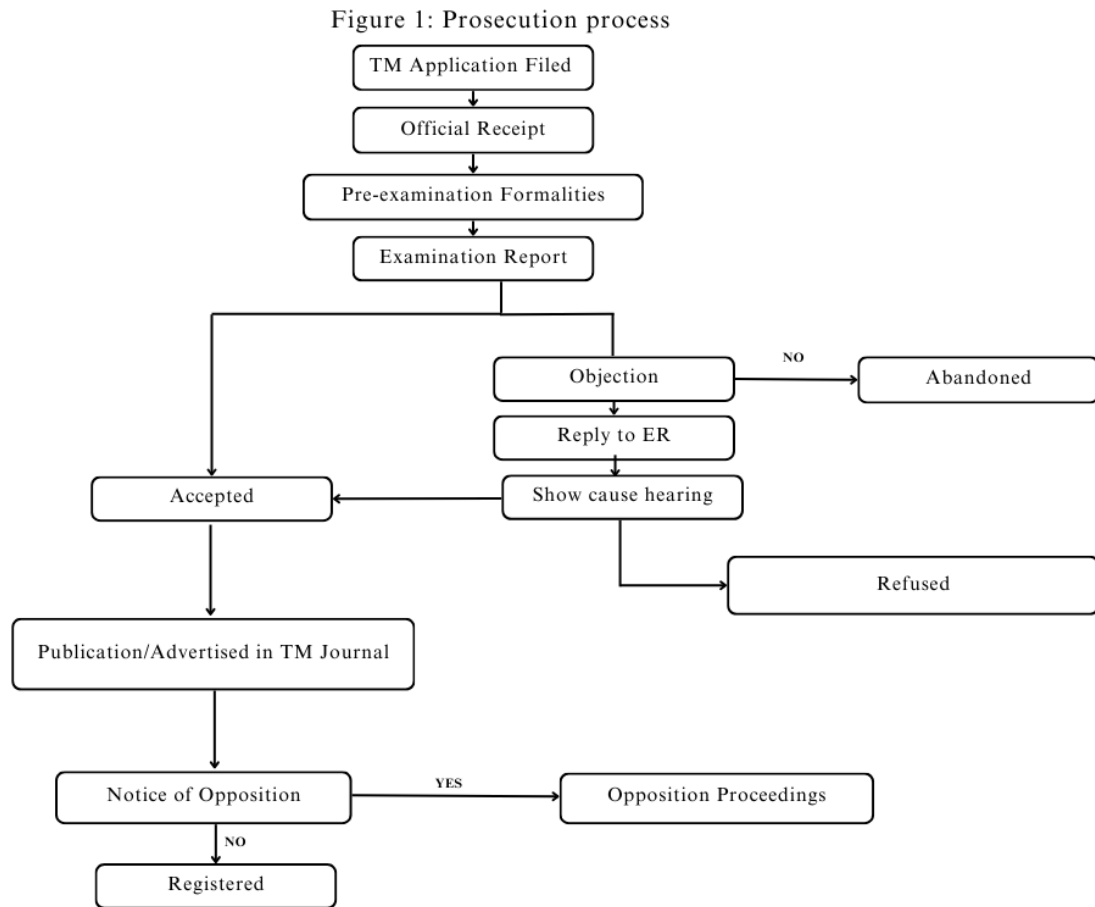 Figure 1: Prosecution process
TM Application Filed
Official Receipt
Pre-examination Formalities
Examination Report
Objection
NO
Abandoned
Reply to ER
Accepted
Show cause hearing
Refused
Publication/Advertised in TM Journal
Notice of Opposition
YES
Opposition Proceedings
NO
Registered